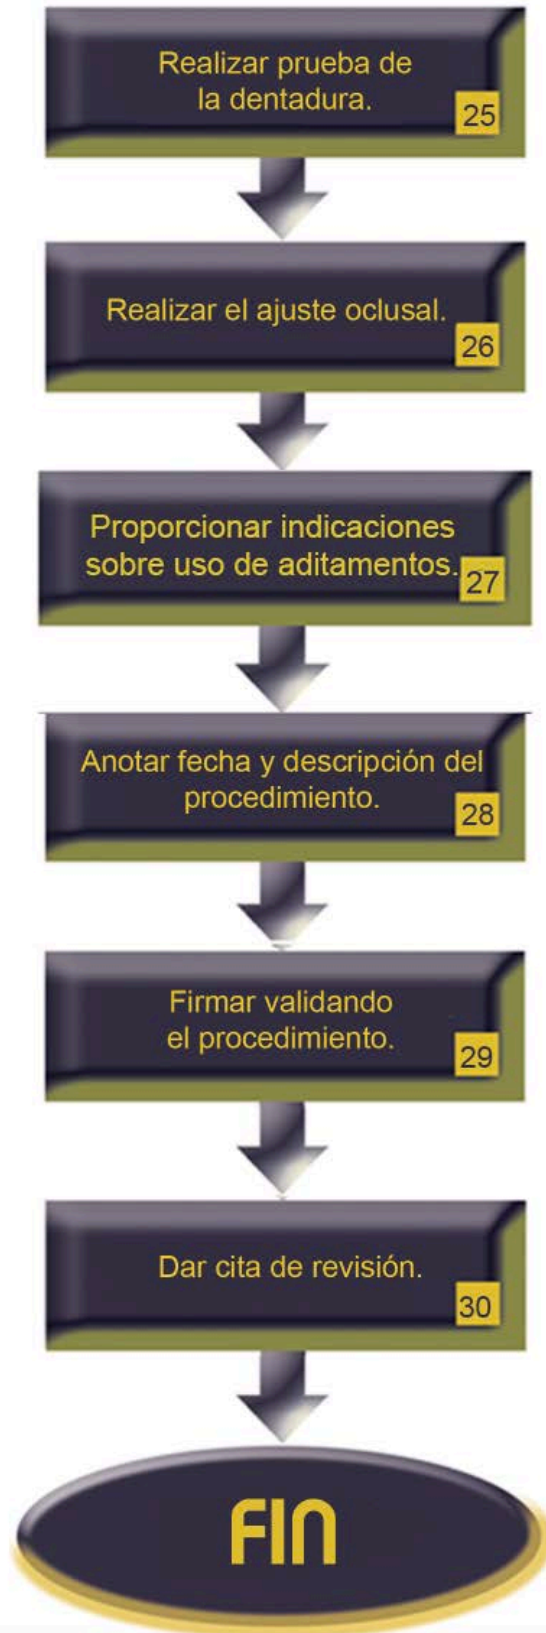 Realizar prueba de
la dentadura.
25
Realizar el ajuste oclusal.
26
Proporcionar indicaciones
sobre uso de aditamentos.
27
Anotar fecha y descripción del
procedimiento.
28
Firmar validando
el procedimiento.
29
Dar cita de revisión.
30
FIN